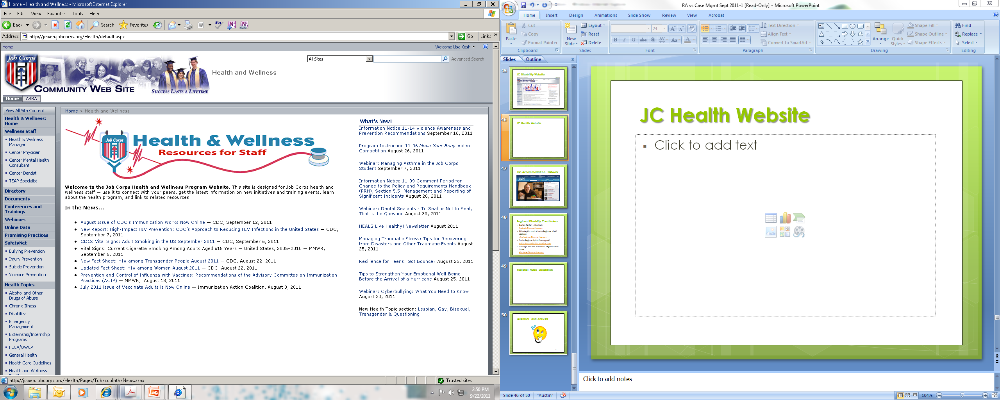 Home - Health and Wellness - Microsoft Internet Explorer
File Edit View Favorites Tools Help
Back Search Favorites
Address http://jcweb.jobcorps.org/Health/default.aspx Go Links »
Home Welcome Lisa Kosh
Job Corps
COMMUNITY WEB SITE
SUCCESS LASTS A LIFETIME
Health and Wellness
All Sites Advanced Search
Home ARRA
View All Site Content
Health & Wellness:
Home
Wellness Staff
Health & Wellness
Manager
Center Physician
Center Mental Health
Consultant
Center Dentist
TEAP Specialist
Directory
Documents
Conferences and
Trainings
Webinars
Online Data
Promising Practices
SafetyNet
Bullying Prevention
Injury Prevention
Suicide Prevention
Violence Prevention
Health Topics
Alcohol and Other
Drugs of Abuse
Chronic Illness
Disability
Emergency
Management
Externship/Internship
Programs
FECA/OWCP
General Health
Health Care Guidelines
Health and Wellness
Home > Health and Wellness
Job Corps
Health & Wellness
Resources for Staff
Welcome to the Job Corps Health and Wellness Program Website. This site is designed for Job Corps health and
wellness staff — use it to connect with your peers, get the latest information on new initiatives and training events, learn
about the health program, and link to related resources.
In the News...
August Issue of CDC's Immunization Works Now Online — CDC, September 12, 2011
New Report: High-Impact HIV Prevention: CDC's Approach to Reducing HIV Infections in the United States — CDC,
September 7, 2011
CDCs Vital Signs: Adult Smoking in the US September 2011 — CDC, September 6, 2011
Vital Signs: Current Cigarette Smoking Among Adults Aged ≥18 Years — United States, 2005–2010 — MMWR,
September 6, 2011
New Fact Sheet: HIV among Transgender People August 2011 — CDC, August 22, 2011
Updated Fact Sheet: HIV among Women August 2011 — CDC, August 22, 2011
Prevention and Control of Influenza with Vaccines: Recommendations of the Advisory Committee on Immunization
Practices (ACIP) — MMWR, August 18, 2011
July 2011 issue of Vaccinate Adults is Now Online — Immunization Action Coalition, August 8, 2011
What's New!
Information Notice 11-14 Violence Awareness and
Prevention Recommendations September 16, 2011
Program Instruction 11-06 Move Your Body Video
Competition August 26, 2011
Webinar: Managing Asthma in the Job Corps
Student September 7, 2011
Information Notice 11-09 Comment Period for
Change to the Policy and Requirements Handbook
(PRH), Section 5.5: Management and Reporting of
Significant Incidents August 26, 2011
Webinar: Dental Sealants - To Seal or Not to Seal,
That is the Question August 30, 2011
HEALS Live Healthy! Newsletter August 2011
Managing Traumatic Stress: Tips for Recovering
from Disasters and Other Traumatic Events August
25, 2011
Resilience for Teens: Got Bounce? August 25, 2011
Tips to Strengthen Your Emotional Well-Being
Before the Arrival of a Hurricane August 25, 2011
Webinar: Cyberbullying: What You Need to Know
August 23, 2011
New Health Topic section: Lesbian, Gay, Bisexual,
Transgender & Questioning
http://jcweb.jobcorps.org/Health/Pages/TobaccoIntheNews.aspx Trusted sites
2:50 PM
9/22/2011
RA vs Case Mgmt Sept 2011-1 [Read-Only] - Microsoft PowerPoint
Home Insert Design Animations Slide Show Review View Acrobat
Paste Cut Copy Format Painter
Clipboard
New
Slide Layout Reset Delete
Slides
24
B I U abc S AV Aa A
Font
Text Direction
Align Text
Convert to SmartArt
Paragraph
Arrange Quick
Styles Shape Fill Shape Outline Shape Effects
Drawing
Find
Replace
Select
Editing
Slides Outline
45
JC Disability Website
46
JC Health Website
47
Job Accommodation Network
JAN
48
Regional Disability Coordinators
Boston Region – Lisa Kosh
Philadelphia and Atlanta Regions– Nikki
Jackson
Chicago and San Francisco Regions – Kim
Jones
49
Regional Nurse Specialists
50
Questions and Answers
JC Health Website
Click to add text
Click to add notes
Slide 46 of 50 "Austin" 104%